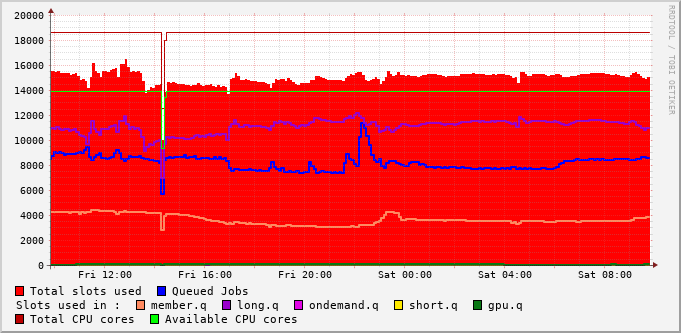 20000
18000
16000
14000
12000
10000
8000
6000
4000
2000
0
Fri 12:00 Fri 16:00 Fri 20:00 Sat 00:00 Sat 04:00 Sat 08:00
Total slots used Queued Jobs
Slots used in : member.q long.q ondemand.q short.q gpu.q
Total CPU cores Available CPU cores
RRDTOOL / TOBI OETIKER